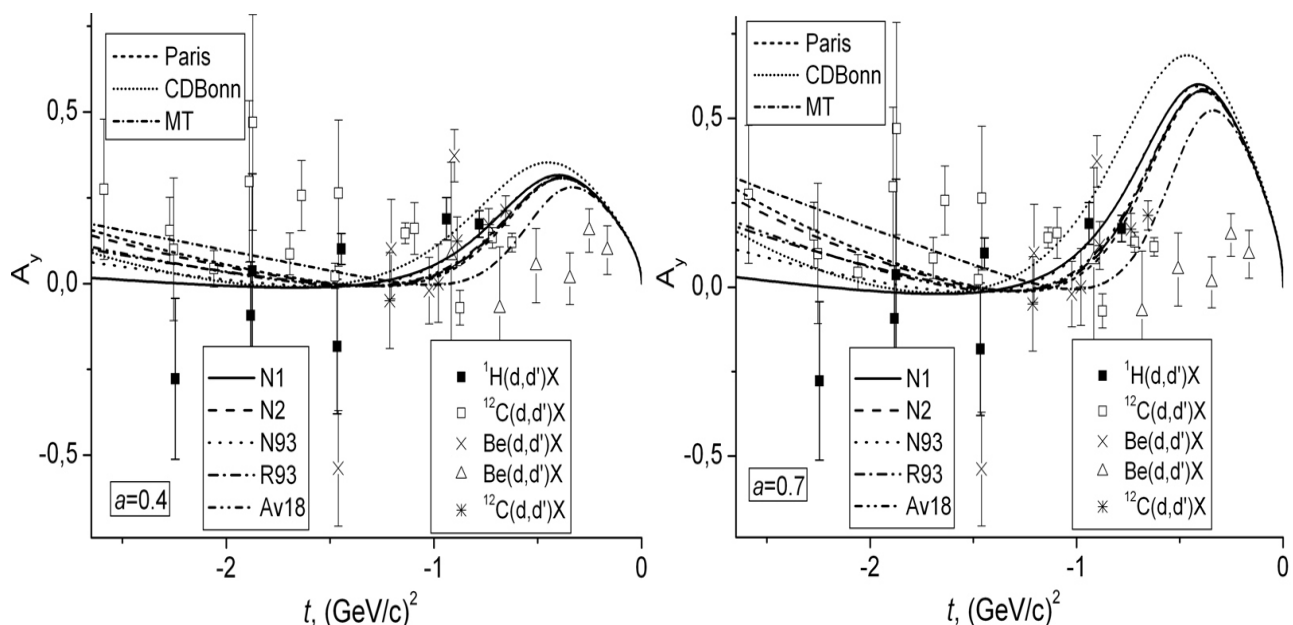 Paris
CDBonn
MT
0,5
0,0
-0,5
A_y
N1
N2
N93
R93
Av18
¹H(d,d')X
¹²C(d,d')X
Be(d,d')X
Be(d,d')X
¹²C(d,d')X
a=0.4
-2
-1
0
t, (GeV/c)²
Paris
CDBonn
MT
0,5
0,0
-0,5
A_y
N1
N2
N93
R93
Av18
¹H(d,d')X
¹²C(d,d')X
Be(d,d')X
Be(d,d')X
¹²C(d,d')X
a=0.7
-2
-1
0
t, (GeV/c)²